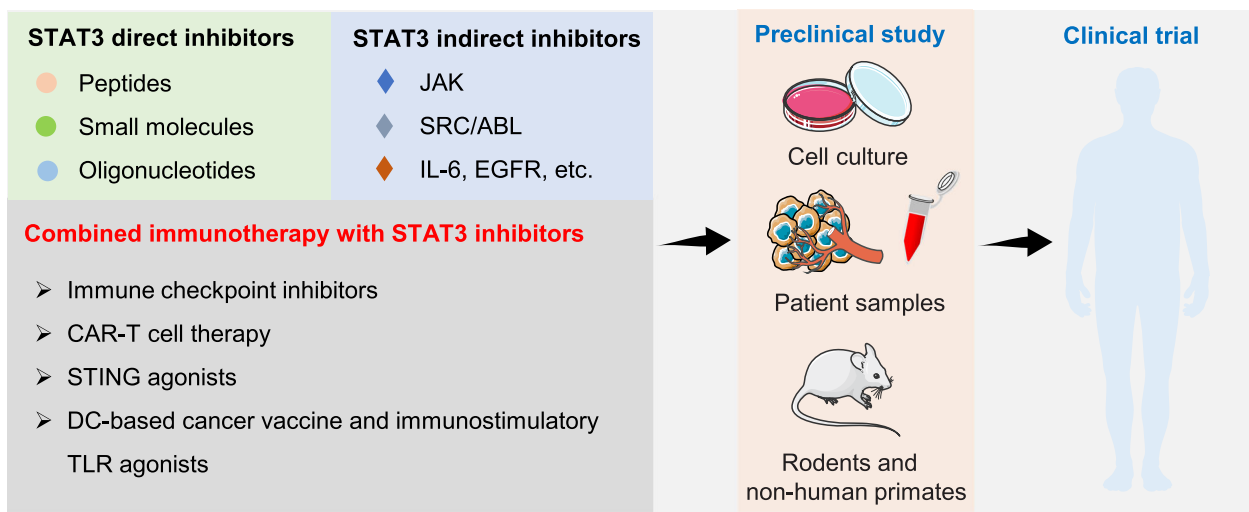 STAT3 direct inhibitors
Peptides
Small molecules
Oligonucleotides
STAT3 indirect inhibitors
JAK
SRC/ABL
IL-6, EGFR, etc.
Combined immunotherapy with STAT3 inhibitors
➢ Immune checkpoint inhibitors
➢ CAR-T cell therapy
➢ STING agonists
➢ DC-based cancer vaccine and immunostimulatory
TLR agonists
Preclinical study
Cell culture
Patient samples
Rodents and
non-human primates
Clinical trial